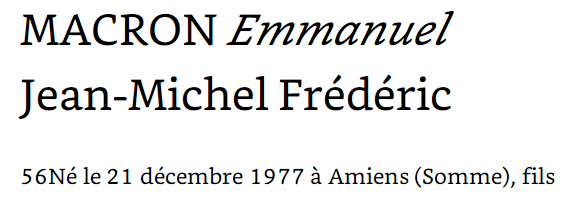 MACRON Emmanuel
Jean-Michel Frédéric
56Né le 21 décembre 1977 à Amiens (Somme), fils